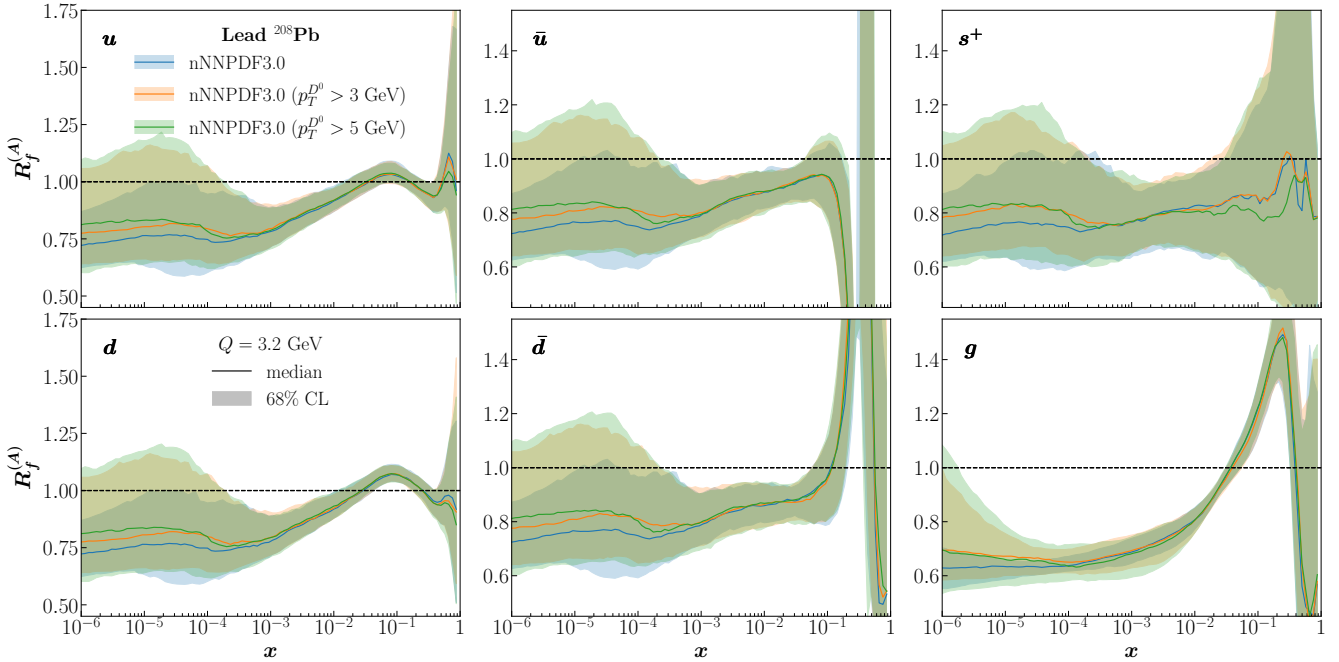 u
Lead ²⁰⁸Pb
nNNPDF3.0
nNNPDF3.0 (p_T^{D⁰} > 3 GeV)
nNNPDF3.0 (p_T^{D⁰} > 5 GeV)
R_f^{(A)}
1.75
1.50
1.25
1.00
0.75
0.50
ū
1.4
1.2
1.0
0.8
0.6
s⁺
1.4
1.2
1.0
0.8
0.6
d
Q = 3.2 GeV
median
68% CL
R_f^{(A)}
1.75
1.50
1.25
1.00
0.75
0.50
10⁻⁶ 10⁻⁵ 10⁻⁴ 10⁻³ 10⁻² 10⁻¹ 1
x
d̄
1.4
1.2
1.0
0.8
0.6
10⁻⁶ 10⁻⁵ 10⁻⁴ 10⁻³ 10⁻² 10⁻¹ 1
x
g
1.4
1.2
1.0
0.8
0.6
10⁻⁶ 10⁻⁵ 10⁻⁴ 10⁻³ 10⁻² 10⁻¹ 1
x